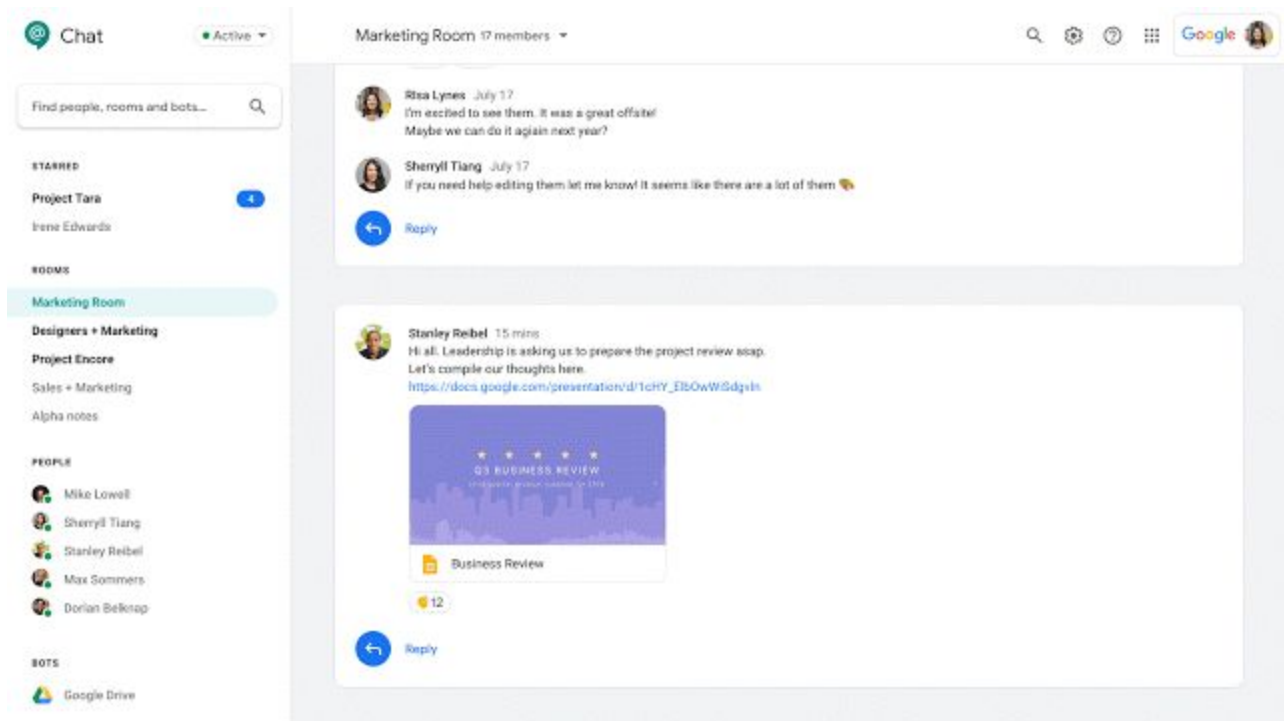 Chat
Active
Find people, rooms and bots...
STARRED
Project Tara
4
Irene Edwards
ROOMS
Marketing Room
Designers + Marketing
Project Encore
Sales + Marketing
Alpha notes
PEOPLE
Mike Lowell
Sherryll Tiang
Stanley Reibel
Max Sommers
Dorian Belknap
BOTS
Google Drive
Marketing Room 17 members
Google
Risa Lynes July 17
I'm excited to see them. It was a great offsite!
Maybe we can do it agiain next year?
Sherryll Tiang July 17
If you need help editing them let me know! It seems like there are a lot of them 🎨
Reply
Stanley Reibel 15 mins
Hi all. Leadership is asking us to prepare the project review asap.
Let's compile our thoughts here.
https://docs.google.com/presentation/d/1cHY_
Q3 BUSINESS REVIEW
Business Review
12
Reply